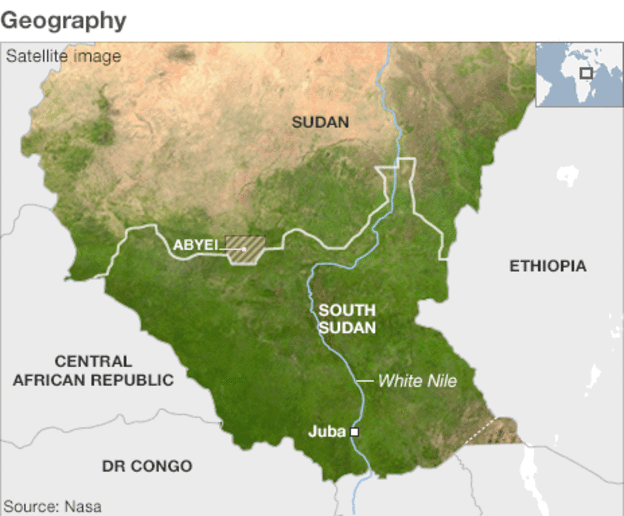 Geography
Satellite image
SUDAN
ABYEI
ETHIOPIA
SOUTH
SUDAN
CENTRAL
AFRICAN REPUBLIC
White Nile
Juba
DR CONGO
Source: Nasa